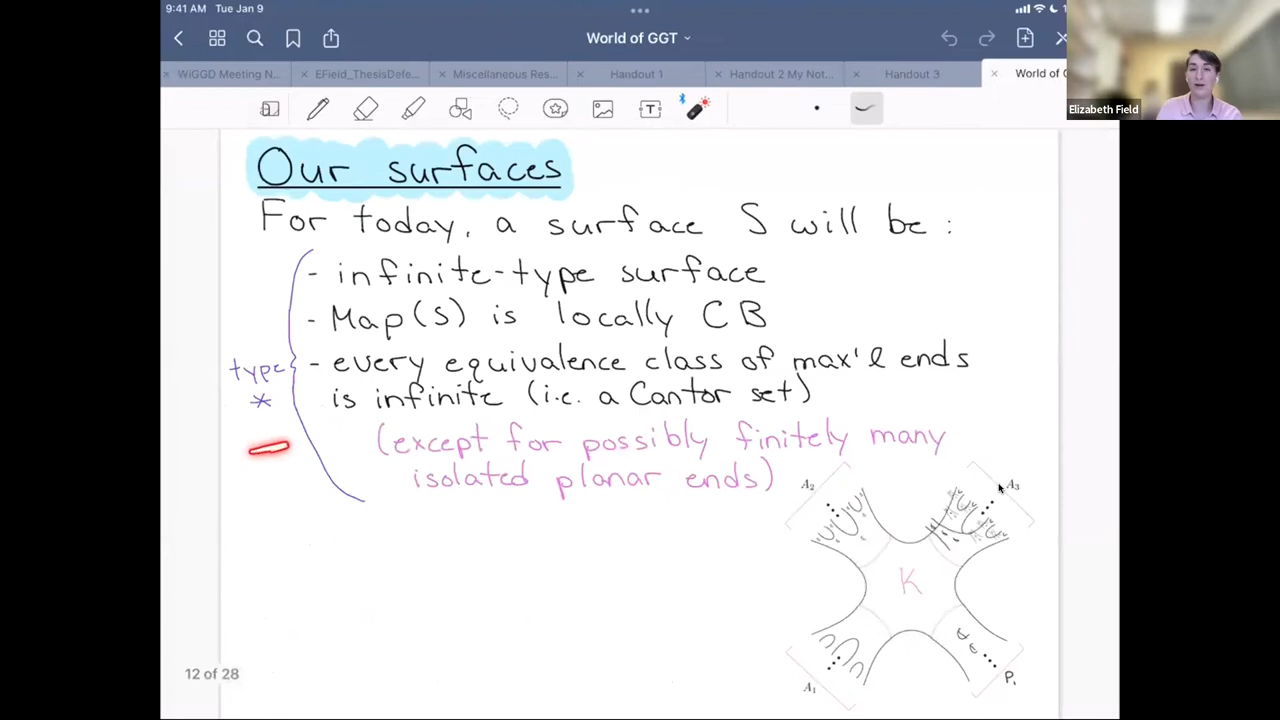 9:41 AM Tue Jan 9
World of GGT
WiGGD Meeting N...
EField_ThesisDefe...
Miscellaneous Res...
Handout 1
Handout 2 My Not...
Handout 3
World of
Elizabeth Field
Our surfaces
For today, a surface S will be:
- infinite-type surface
- Map(S) is locally CB
- every equivalence class of max'l ends
is infinite (i.e. a Cantor set)
(except for possibly finitely many
isolated planar ends)
type
*
A₂
A₃
K
A₁
P₁
12 of 28